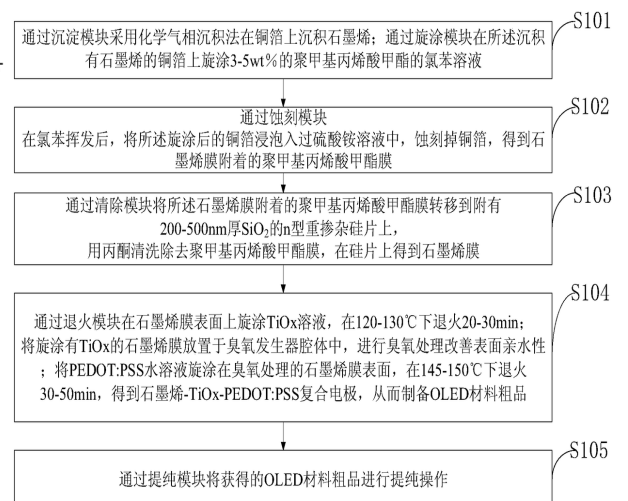 S101
通过沉淀模块采用化学气相沉积法在铜箔上沉积石墨烯；通过旋涂模块在所述沉积
有石墨烯的铜箔上旋涂3-5wt%的聚甲基丙烯酸甲酯的氯苯溶液
S102
通过蚀刻模块
在氯苯挥发后，将所述旋涂后的铜箔浸泡入过硫酸铵溶液中，蚀刻掉铜箔，得到石
墨烯膜附着的聚甲基丙烯酸甲酯膜
S103
通过清除模块将所述石墨烯膜附着的聚甲基丙烯酸甲酯膜转移到附有
200-500nm厚SiO₂的n型重掺杂硅片上，
用丙酮清洗除去聚甲基丙烯酸甲酯膜，在硅片上得到石墨烯膜
S104
通过退火模块在石墨烯膜表面上旋涂TiOx溶液，在120-130℃下退火20-30min；
将旋涂有TiOx的石墨烯膜放置于臭氧发生器腔体中，进行臭氧处理改善表面亲水性
；将PEDOT:PSS水溶液旋涂在臭氧处理的石墨烯膜表面，在145-150℃下退火
30-50min，得到石墨烯-TiOx-PEDOT:PSS复合电极，从而制备OLED材料粗品
S105
通过提纯模块将获得的OLED材料粗品进行提纯操作